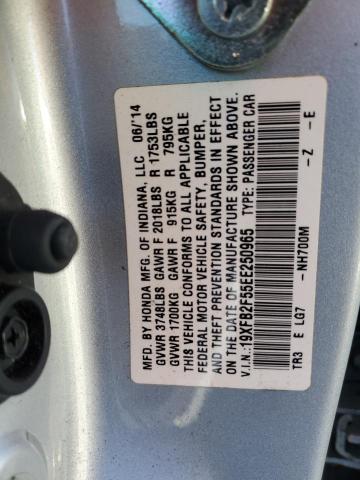 MFD. BY HONDA MFG. OF INDIANA, LLC 06/'14
GVWR 3748LBS GAWR F 2018LBS R 1753LBS
GVWR 1700KG GAWR F 915KG R 795KG
THIS VEHICLE CONFORMS TO ALL APPLICABLE
FEDERAL MOTOR VEHICLE SAFETY, BUMPER,
AND THEFT PREVENTION STANDARDS IN EFFECT
ON THE DATE OF MANUFACTURE SHOWN ABOVE.
V.I.N.:19XFB2F55EE250965 TYPE: PASSENGER CAR
TR3 E LG7 - NH700M - Z - E